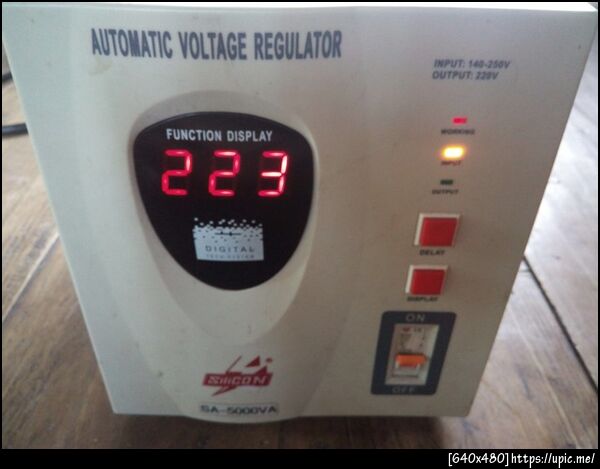 AUTOMATIC VOLTAGE REGULATOR
INPUT: 140-250V
OUTPUT: 220V
WORKING
FUNCTION DISPLAY
223
INPUT
OUTPUT
DIGITAL
DELAY
DISPLAY
ON
OFF
SILICON
SA-5000VA
[640x480]https://upic.me/